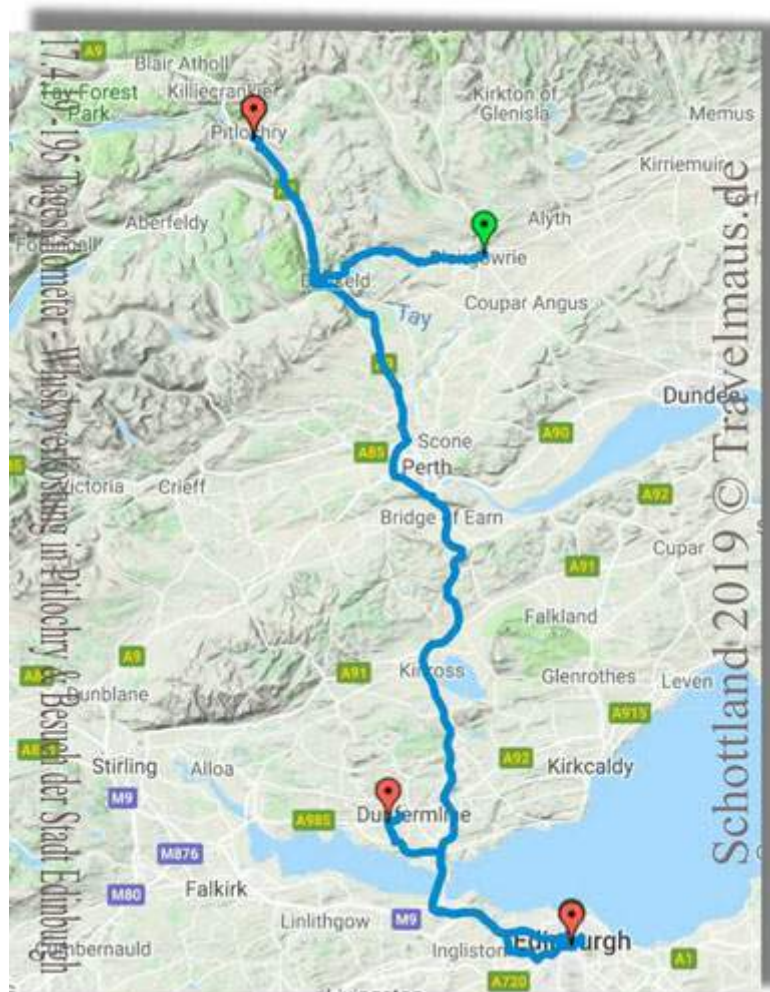 A9
Blair Atholl
Tay Forest
Park
Killiecrankie
Pitlochry
Kirkton of
Glenisla
Memus
Kirriemuir
Aberfeldy
Alyth
Blairgowrie
Coupar Angus
Tay
Dundee
Scone
A90
A85
Perth
Crieff
A92
Bridge of Earn
Cupar
A91
Falkland
A9
A91
Kinross
Glenrothes
Leven
Dunblane
A915
Stirling
Alloa
A92
Kirkcaldy
M9
A985
Dunfermline
M876
M80
Falkirk
Linlithgow
M9
Ingliston
Edinburgh
Cumbernauld
A720
A1
Livingston
17.4.19 - 196 Tageskilometer - Whiskyverkostung in Pitlochry & Besuch der Stadt Edinburgh
Schottland 2019 © Travelmaus.de